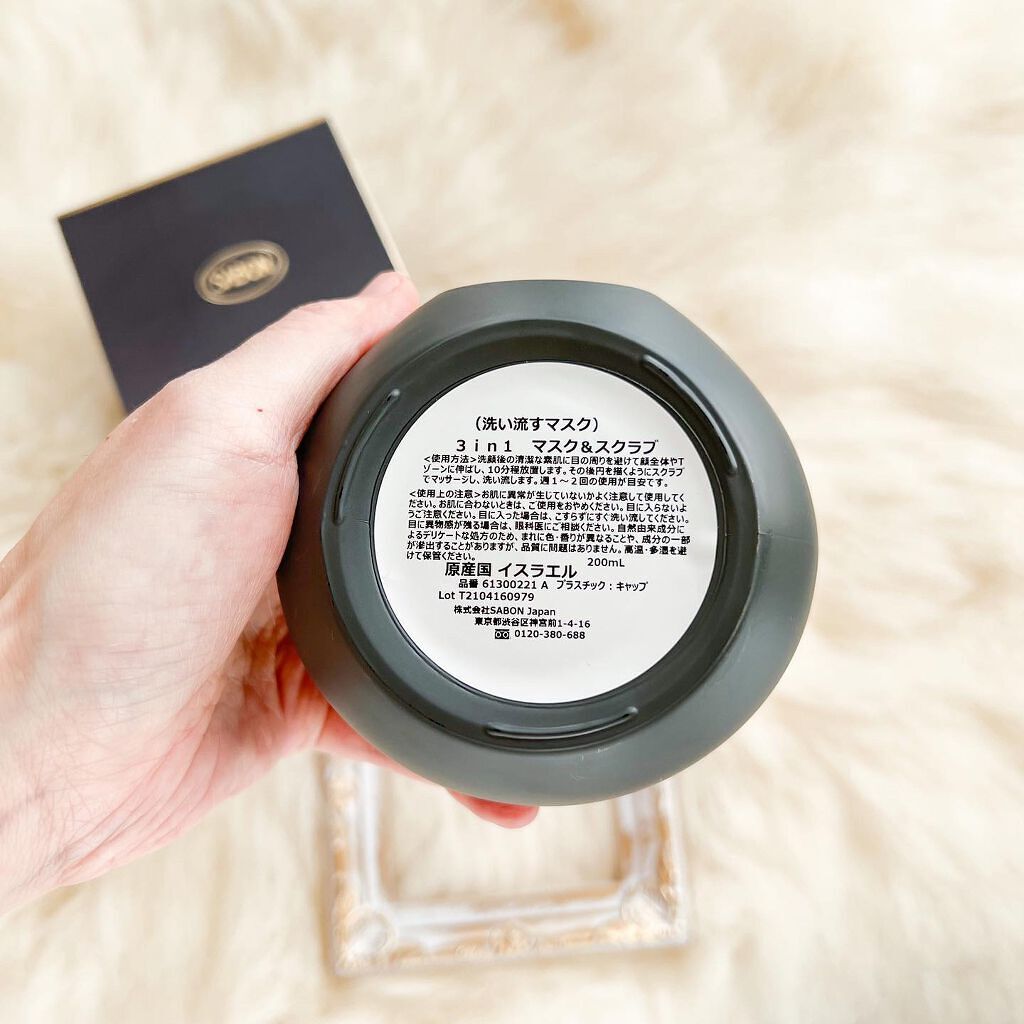 SABON
(洗い流すマスク)
3in1 マスク&スクラブ
<使用方法>洗顔後の清潔な素肌に目の周りを避けて顔全体やT
ゾーンに伸ばし、10分程放置します。その後円を描くようにスクラブ
でマッサージし、洗い流します。週1～2回の使用が目安です。
<使用上の注意>お肌に異常が生じていないかよく注意して使用してく
ださい。お肌に合わないときは、ご使用をおやめください。目に入らないよ
うご注意ください。目に入った場合は、こすらずにすぐ洗い流してください。
目に異物感が残る場合は、眼科医にご相談ください。自然由来成分に
よるデリケートな処方のため、まれに色・香りが異なることや、成分の一部
が滲出することがありますが、品質に問題はありません。高温・多湿を避
けて保管ください。
200mL
原産国 イスラエル
品番 61300221 A プラスチック:キャップ
Lot T2104160979
株式会社SABON Japan
東京都渋谷区神宮前1-4-16
0120-380-688